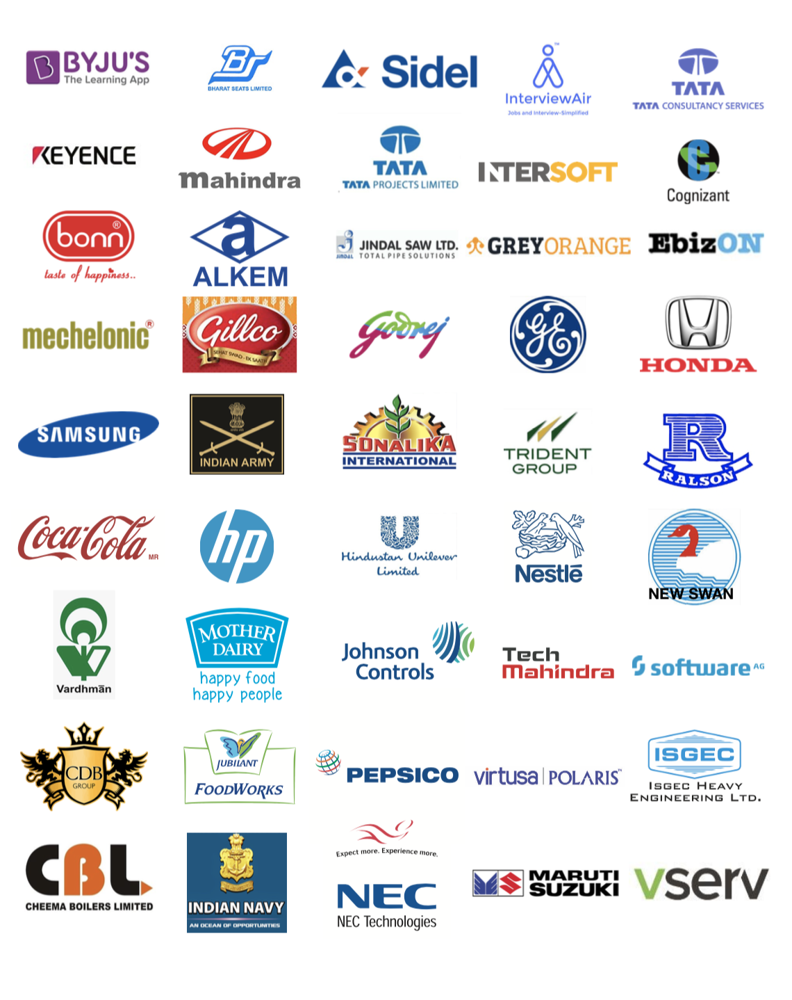 BYJU'S
The Learning App
BS
BHARAT SEATS LIMITED
Sidel
TM
InterviewAir
Jobs and Interview-Simplified
TATA
TATA CONSULTANCY SERVICES
KEYENCE
mahindra
TATA
TATA PROJECTS LIMITED
INTERSOFT
Cognizant
bonn®
taste of happiness..
a
ALKEM
J
JINDAL
JINDAL SAW LTD.
TOTAL PIPE SOLUTIONS
GREYORANGE
EbizON
mechelonic®
Gillco
SEHAT SWAD - EK SAATH
Godrej
GE
HONDA
SAMSUNG
INDIAN ARMY
SONALIKA
INTERNATIONAL
TRIDENT
GROUP
R
RALSON
Coca-Cola MR
hp
U
Hindustan Unilever
Limited
Nestlé
NEW SWAN
Vardhmān
MOTHER
DAIRY
happy food
happy people
Johnson
Controls
Tech
Mahindra
software AG
CDB
GROUP
JUBILANT
FOODWORKS
PEPSICO
virtusa | POLARIS™
ISGEC
ISGEC HEAVY
ENGINEERING LTD.
CBL
CHEEMA BOILERS LIMITED
INDIAN NAVY
AN OCEAN OF OPPORTUNITIES
Expect more. Experience more.
NEC
NEC Technologies
MARUTI
SUZUKI
vserv